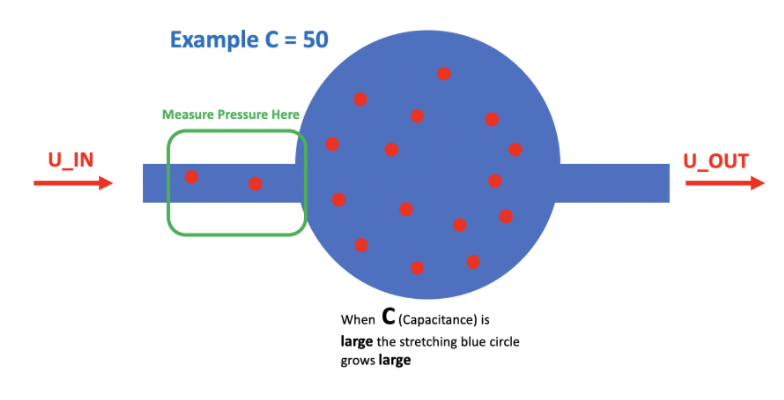 Example C = 50
Measure Pressure Here
U_IN
U_OUT
When C (Capacitance) is
large the stretching blue circle
grows large